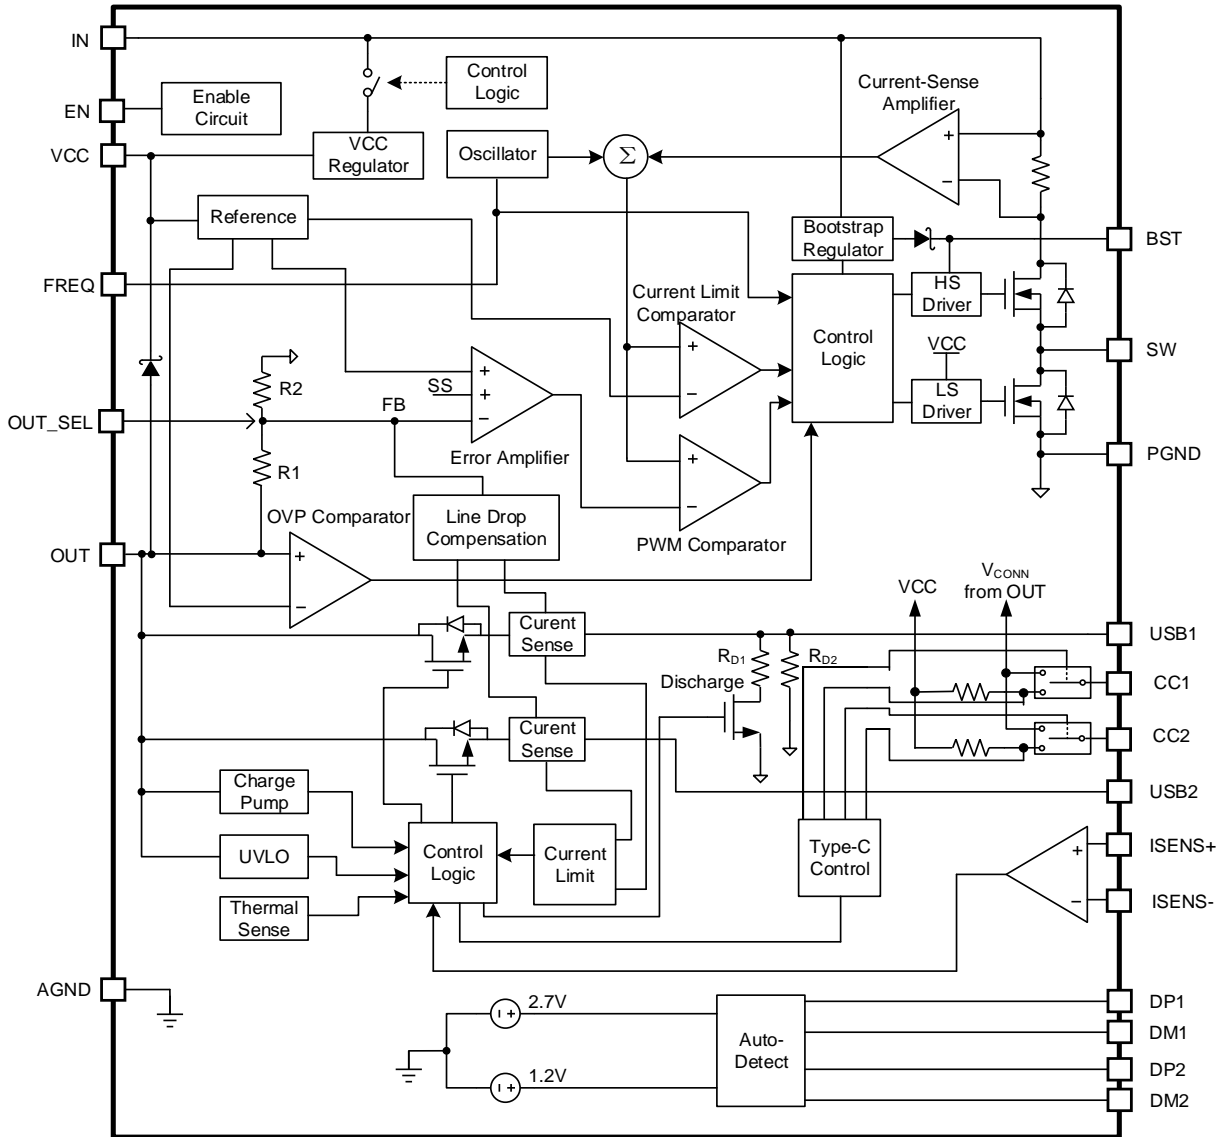 IN
EN
VCC
FREQ
OUT_SEL
OUT
AGND
Enable
Circuit
Control
Logic
VCC
Regulator
Oscillator
Σ
Current-Sense
Amplifier
+
−
Reference
Bootstrap
Regulator
HS
Driver
BST
Current Limit
Comparator
+
−
Control
Logic
VCC
LS
Driver
SW
PGND
R2
R1
FB
SS
+
+
−
Error Amplifier
+
−
PWM Comparator
OVP Comparator
+
−
Line Drop
Compensation
Curent
Sense
Curent
Sense
VCC
VCONN
from OUT
RD1
RD2
Discharge
USB1
CC1
CC2
USB2
Charge
Pump
UVLO
Thermal
Sense
Control
Logic
Current
Limit
Type-C
Control
+
−
ISENS+
ISENS-
2.7V
− +
1.2V
− +
Auto-
Detect
DP1
DM1
DP2
DM2